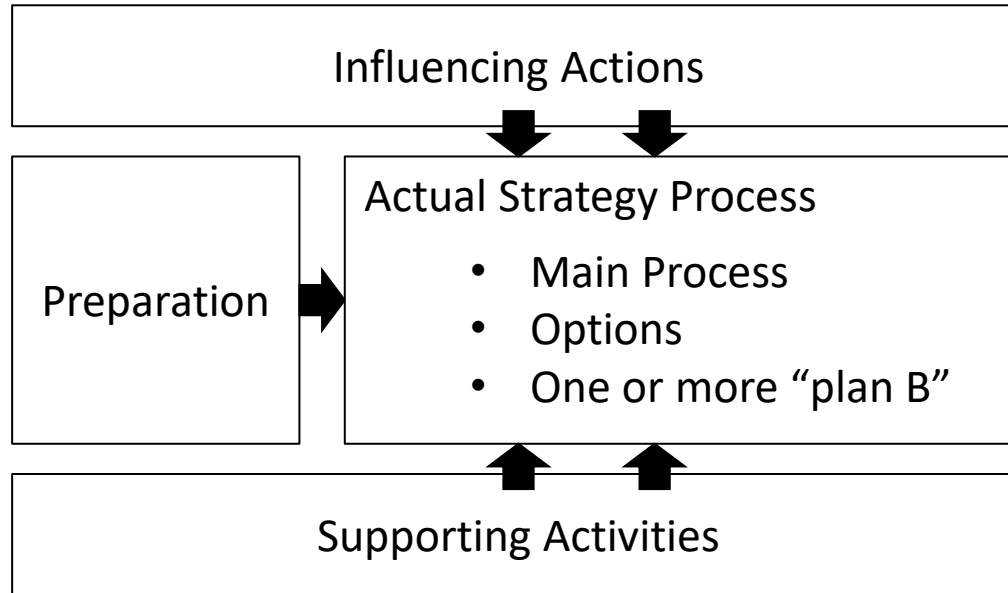 Influencing Actions
Preparation
Actual Strategy Process
• Main Process
• Options
• One or more “plan B”
Supporting Activities